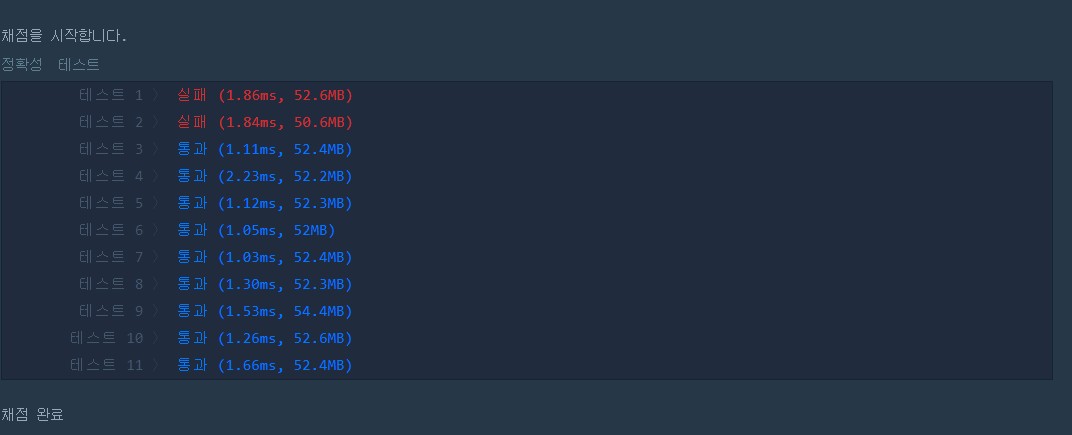 채점을 시작합니다.
정확성 테스트
테스트 1 〉 실패 (1.86ms, 52.6MB)
테스트 2 〉 실패 (1.84ms, 50.6MB)
테스트 3 〉 통과 (1.11ms, 52.4MB)
테스트 4 〉 통과 (2.23ms, 52.2MB)
테스트 5 〉 통과 (1.12ms, 52.3MB)
테스트 6 〉 통과 (1.05ms, 52MB)
테스트 7 〉 통과 (1.03ms, 52.4MB)
테스트 8 〉 통과 (1.30ms, 52.3MB)
테스트 9 〉 통과 (1.53ms, 54.4MB)
테스트 10 〉 통과 (1.26ms, 52.6MB)
테스트 11 〉 통과 (1.66ms, 52.4MB)
채점 완료